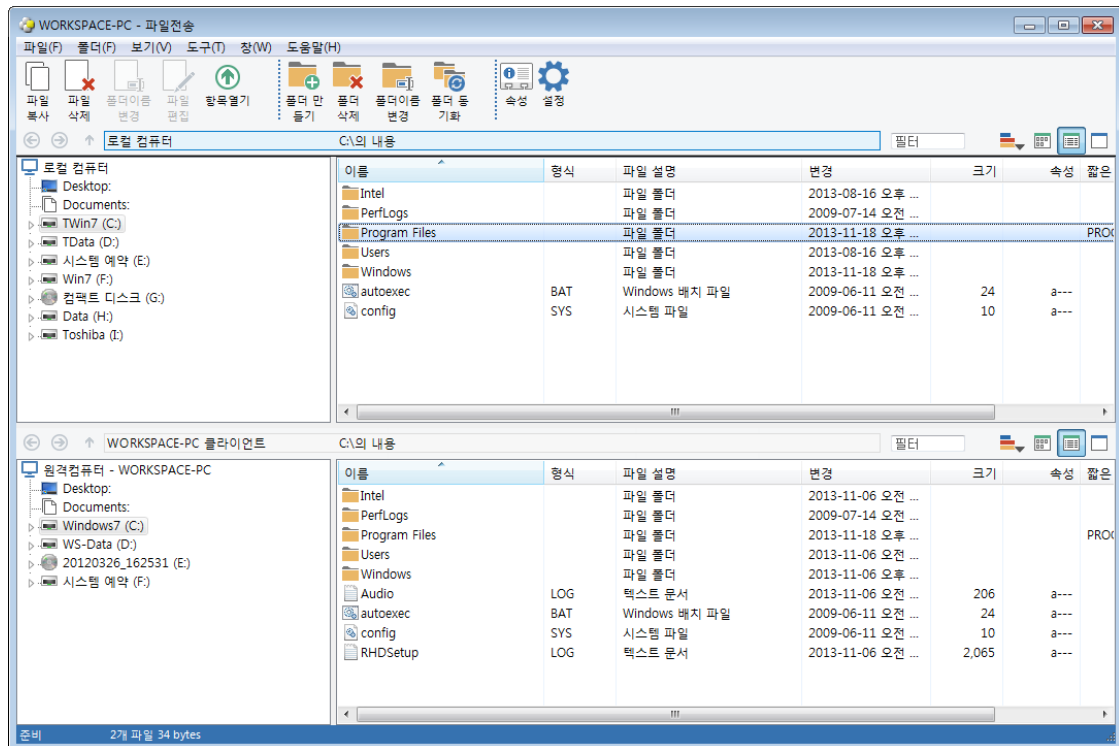 WORKSPACE-PC - 파일전송
파일(F) 폴더(F) 보기(V) 도구(T) 창(W) 도움말(H)
파일 복사
파일 삭제
폴더이름 변경
파일 편집
항목열기
폴더 만들기
폴더 삭제
폴더이름 변경
폴더 동기화
속성
설정
로컬 컴퓨터 C:\의 내용 필터
로컬 컴퓨터
Desktop:
Documents:
TWin7 (C:)
TData (D:)
시스템 예약 (E:)
Win7 (F:)
컴팩트 디스크 (G:)
Data (H:)
Toshiba (I:)
이름 형식 파일 설명 변경 크기 속성 짧은
Intel 파일 폴더 2013-08-16 오후 ...
PerfLogs 파일 폴더 2009-07-14 오전 ...
Program Files 파일 폴더 2013-11-18 오후 ... PROG
Users 파일 폴더 2013-08-16 오후 ...
Windows 파일 폴더 2013-11-18 오후 ...
autoexec BAT Windows 배치 파일 2009-06-11 오전 ... 24 a---
config SYS 시스템 파일 2009-06-11 오전 ... 10 a---
WORKSPACE-PC 클라이언트 C:\의 내용 필터
원격컴퓨터 - WORKSPACE-PC
Desktop:
Documents:
Windows7 (C:)
WS-Data (D:)
20120326_162531 (E:)
시스템 예약 (F:)
이름 형식 파일 설명 변경 크기 속성 짧은
Intel 파일 폴더 2013-11-06 오전 ...
PerfLogs 파일 폴더 2009-07-14 오전 ...
Program Files 파일 폴더 2013-11-18 오후 ... PROG
Users 파일 폴더 2013-11-06 오전 ...
Windows 파일 폴더 2013-11-06 오후 ...
Audio LOG 텍스트 문서 2013-11-06 오전 ... 206 a---
autoexec BAT Windows 배치 파일 2009-06-11 오전 ... 24 a---
config SYS 시스템 파일 2009-06-11 오전 ... 10 a---
RHDSetup LOG 텍스트 문서 2013-11-06 오전 ... 2,065 a---
준비 2개 파일 34 bytes